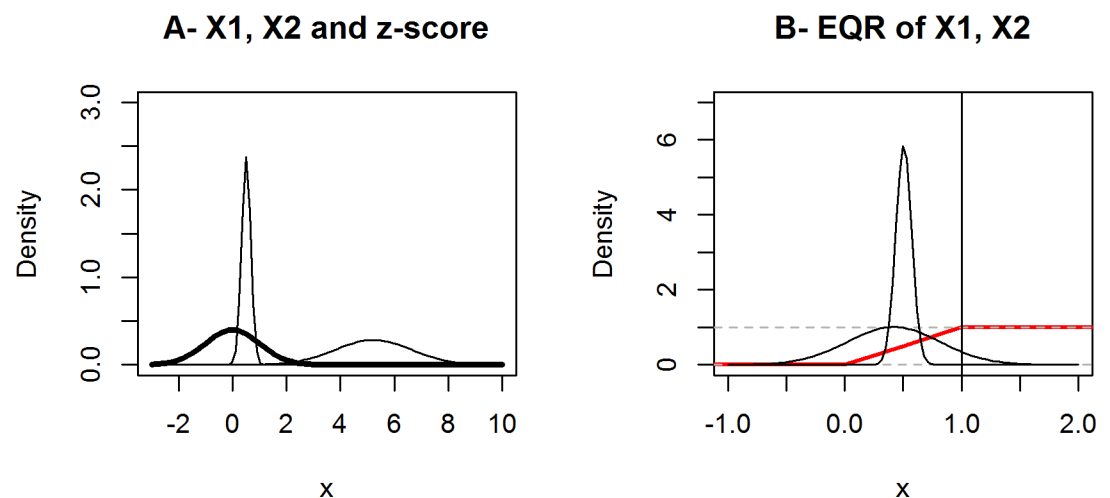 A- X1, X2 and z-score
Density
0.0 1.0 2.0 3.0
-2 0 2 4 6 8 10
x
B- EQR of X1, X2
Density
0 2 4 6
-1.0 0.0 1.0 2.0
x